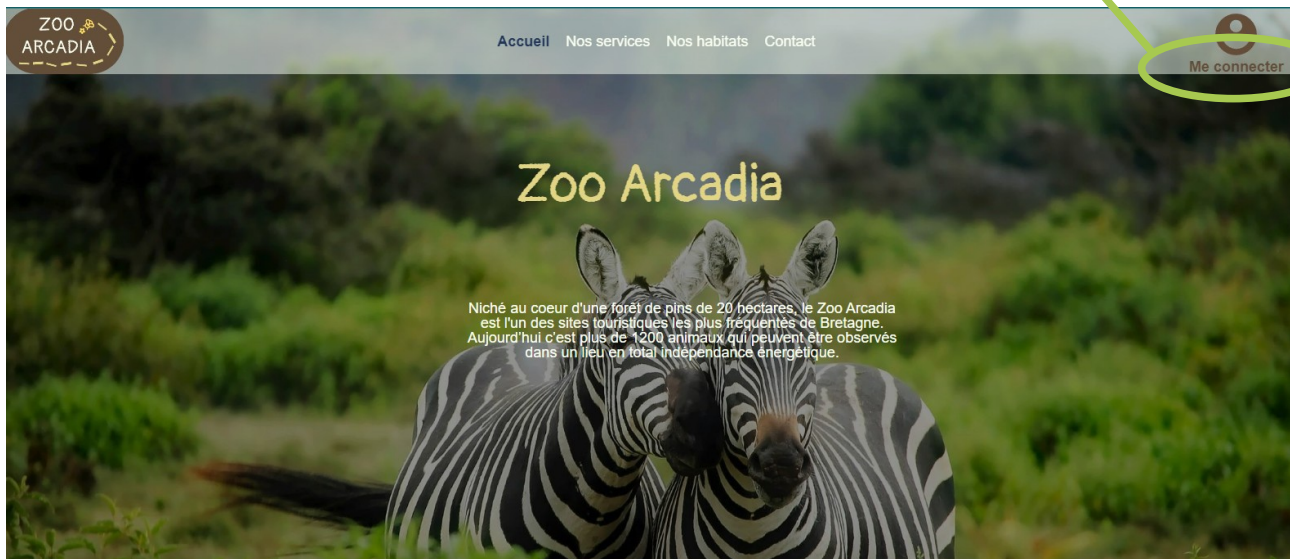 ZOO
ARCADIA
Accueil Nos services Nos habitats Contact
Me connecter
Zoo Arcadia
Niché au coeur d'une forêt de pins de 20 hectares, le Zoo Arcadia
est l'un des sites touristiques les plus fréquentés de Bretagne.
Aujourd'hui c'est plus de 1200 animaux qui peuvent être observés
dans un lieu en total indépendance énergétique.